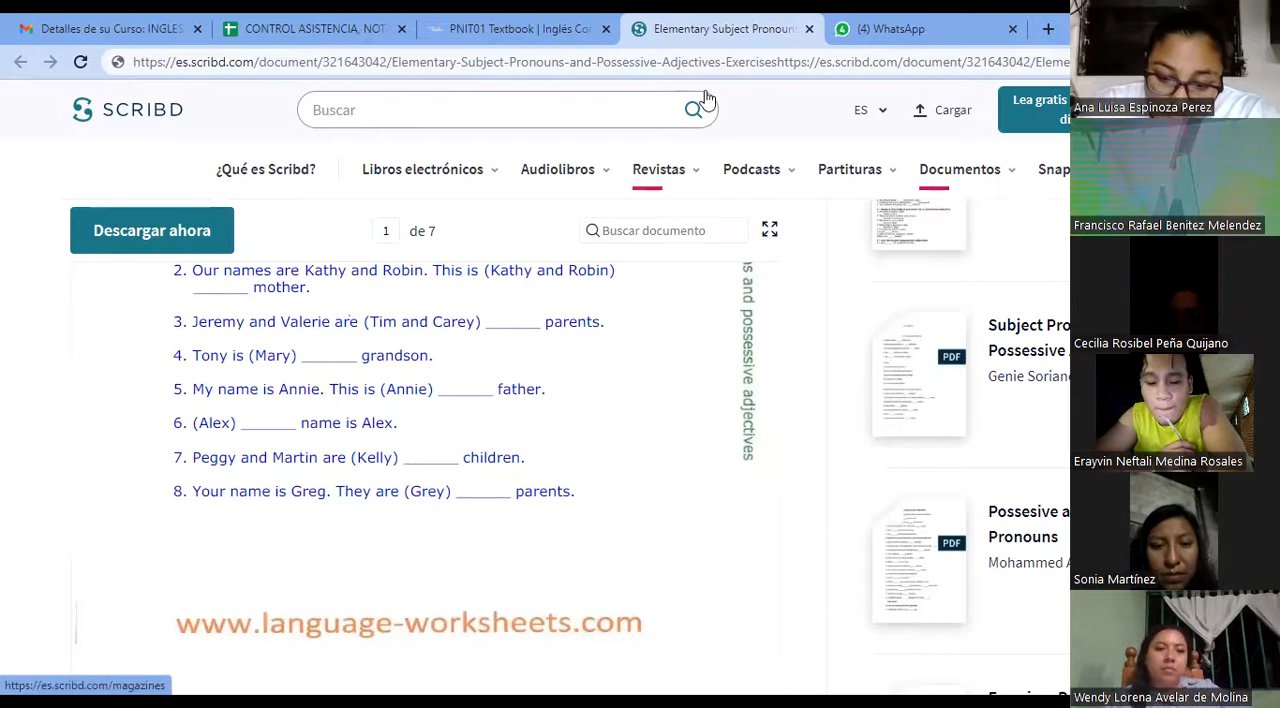 Detalles de su Curso: INGLES
CONTROL ASISTENCIA, NOT
PNIT01 Textbook | Inglés Co
Elementary Subject Pronoun
(4) WhatsApp
https://es.scribd.com/document/321643042/Elementary-Subject-Pronouns-and-Possessive-Adjectives-Exerciseshttps://es.scribd.com/document/321643042/Eleme
SCRIBD
Buscar
ES
Cargar
Lea gratis
dí
¿Qué es Scribd?
Libros electrónicos
Audiolibros
Revistas
Podcasts
Partituras
Documentos
Snap
Descargar ahora
1 de 7
Buscar documento
2. Our names are Kathy and Robin. This is (Kathy and Robin)
_______ mother.
3. Jeremy and Valerie are (Tim and Carey) _______ parents.
4. Tony is (Mary) _______ grandson.
5. My name is Annie. This is (Annie) _______ father.
6. (Alex) _______ name is Alex.
7. Peggy and Martin are (Kelly) _______ children.
8. Your name is Greg. They are (Grey) _______ parents.
www.language-worksheets.com
s and possessive adjectives
PDF
Subject Pro
Possessive
Genie Sorian
PDF
Possesive a
Pronouns
Mohammed
https://es.scribd.com/magazines
Ana Luisa Espinoza Perez
Francisco Rafael Benitez Melendez
Cecilia Rosibel Peña Quijano
Erayvin Neftali Medina Rosales
Sonia Martínez
Wendy Lorena Avelar de Molina